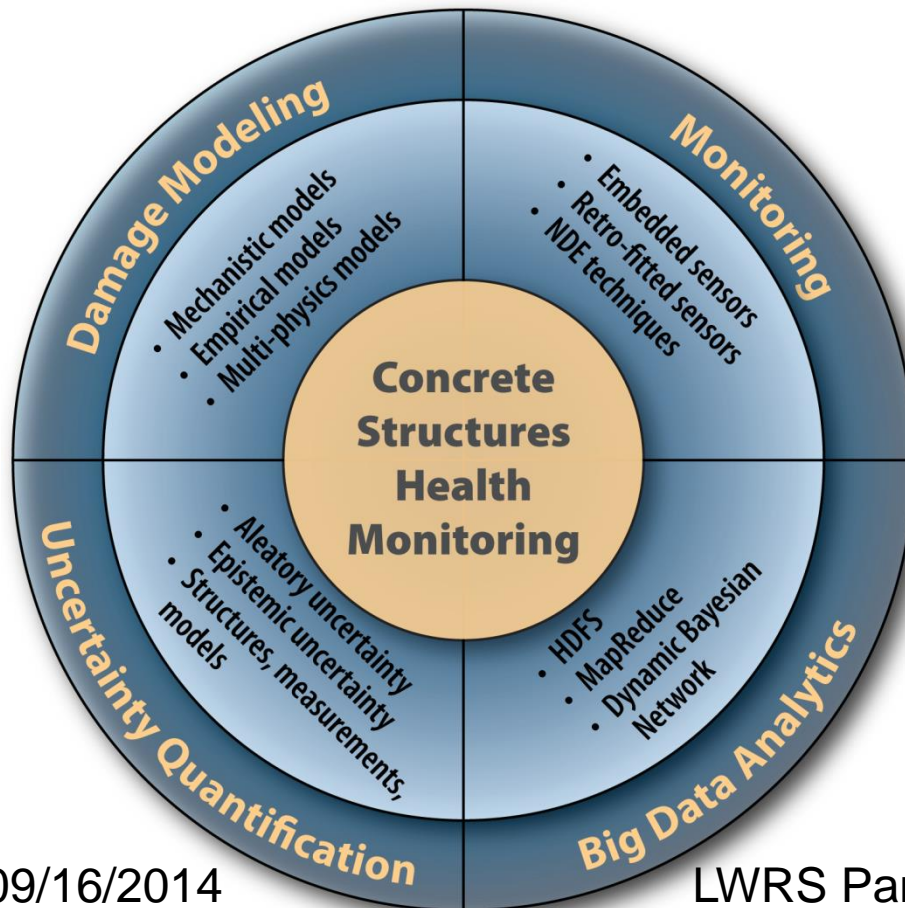 Damage Modeling
• Mechanistic models
• Empirical models
• Multi-physics models
Monitoring
• Embedded sensors
• Retro-fitted sensors
• NDE techniques
Concrete
Structures
Health
Monitoring
Uncertainty Quantification
• Aleatory uncertainty
• Epistemic uncertainty
• Structures, measurements,
models
Big Data Analytics
• HDFS
• MapReduce
• Dynamic Bayesian
Network
09/16/2014
LWRS Par